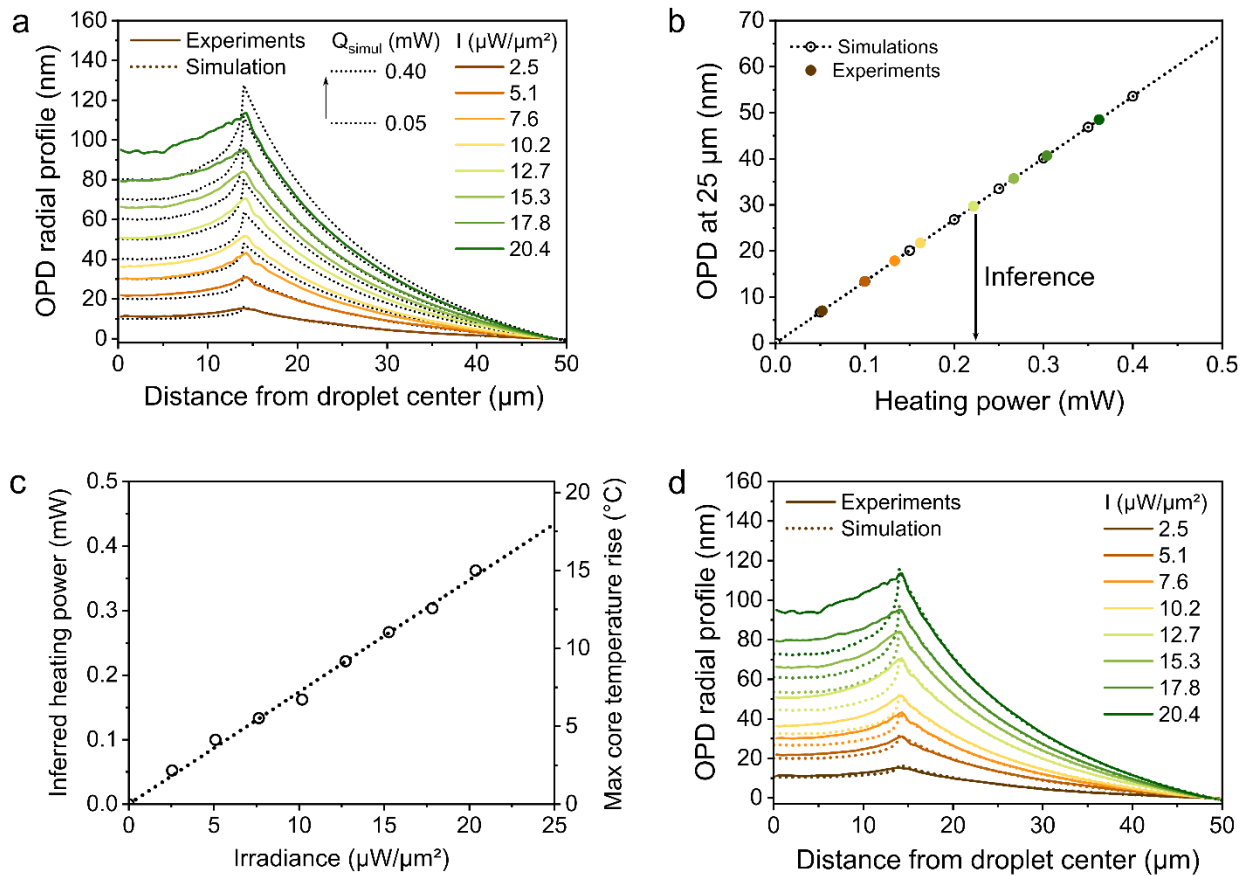 a
OPD radial profile (nm)
160
140
120
100
80
60
40
20
0
Experiments
Simulation
Qsimul (mW)
0.40
0.05
I (µW/µm²)
2.5
5.1
7.6
10.2
12.7
15.3
17.8
20.4
0 10 20 30 40 50
Distance from droplet center (µm)
b
OPD at 25 µm (nm)
70
60
50
40
30
20
10
0
Simulations
Experiments
Inference
0.0 0.1 0.2 0.3 0.4 0.5
Heating power (mW)
c
Inferred heating power (mW)
0.5
0.4
0.3
0.2
0.1
0.0
20
15
10
5
0
Max core temperature rise (°C)
0 5 10 15 20 25
Irradiance (µW/µm²)
d
OPD radial profile (nm)
160
140
120
100
80
60
40
20
0
Experiments
Simulation
I (µW/µm²)
2.5
5.1
7.6
10.2
12.7
15.3
17.8
20.4
0 10 20 30 40 50
Distance from droplet center (µm)